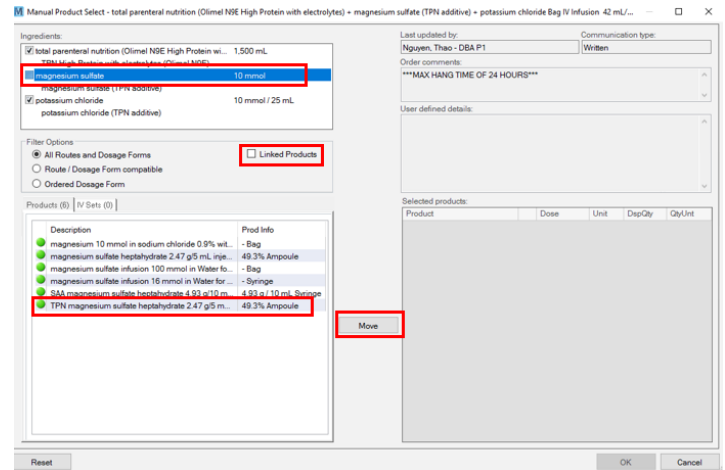 M Manual Product Select - total parenteral nutrition (Olimel N9E High Protein with electrolytes) + magnesium sulfate (TPN additive) + potassium chloride Bag IV Infusion 42 mL/...
Ingredients:
total parenteral nutrition (Olimel N9E High Protein wi... 1,500 mL
TPN High Protein with electrolytes (Olimel N9E)
magnesium sulfate 10 mmol
magnesium sulfate (TPN additive)
potassium chloride 10 mmol / 25 mL
potassium chloride (TPN additive)
Filter Options
All Routes and Dosage Forms
Linked Products
Route / Dosage Form compatible
Ordered Dosage Form
Products (6) IV Sets (0)
Description Prod Info
magnesium 10 mmol in sodium chloride 0.9% wit... - Bag
magnesium sulfate heptahydrate 2.47 g/5 mL inje... 49.3% Ampoule
magnesium sulfate infusion 100 mmol in Water fo... - Bag
magnesium sulfate infusion 16 mmol in Water for ... - Syringe
SAA magnesium sulfate heptahydrate 4.93 g/10 m... 4.93 g / 10 mL Syringe
TPN magnesium sulfate heptahydrate 2.47 g/5 m... 49.3% Ampoule
Move
Last updated by: Communication type:
Nguyen, Thao - DBA P1 Written
Order comments:
***MAX HANG TIME OF 24 HOURS***
User defined details:
Selected products:
Product Dose Unit DspQty QtyUnt
Reset OK Cancel